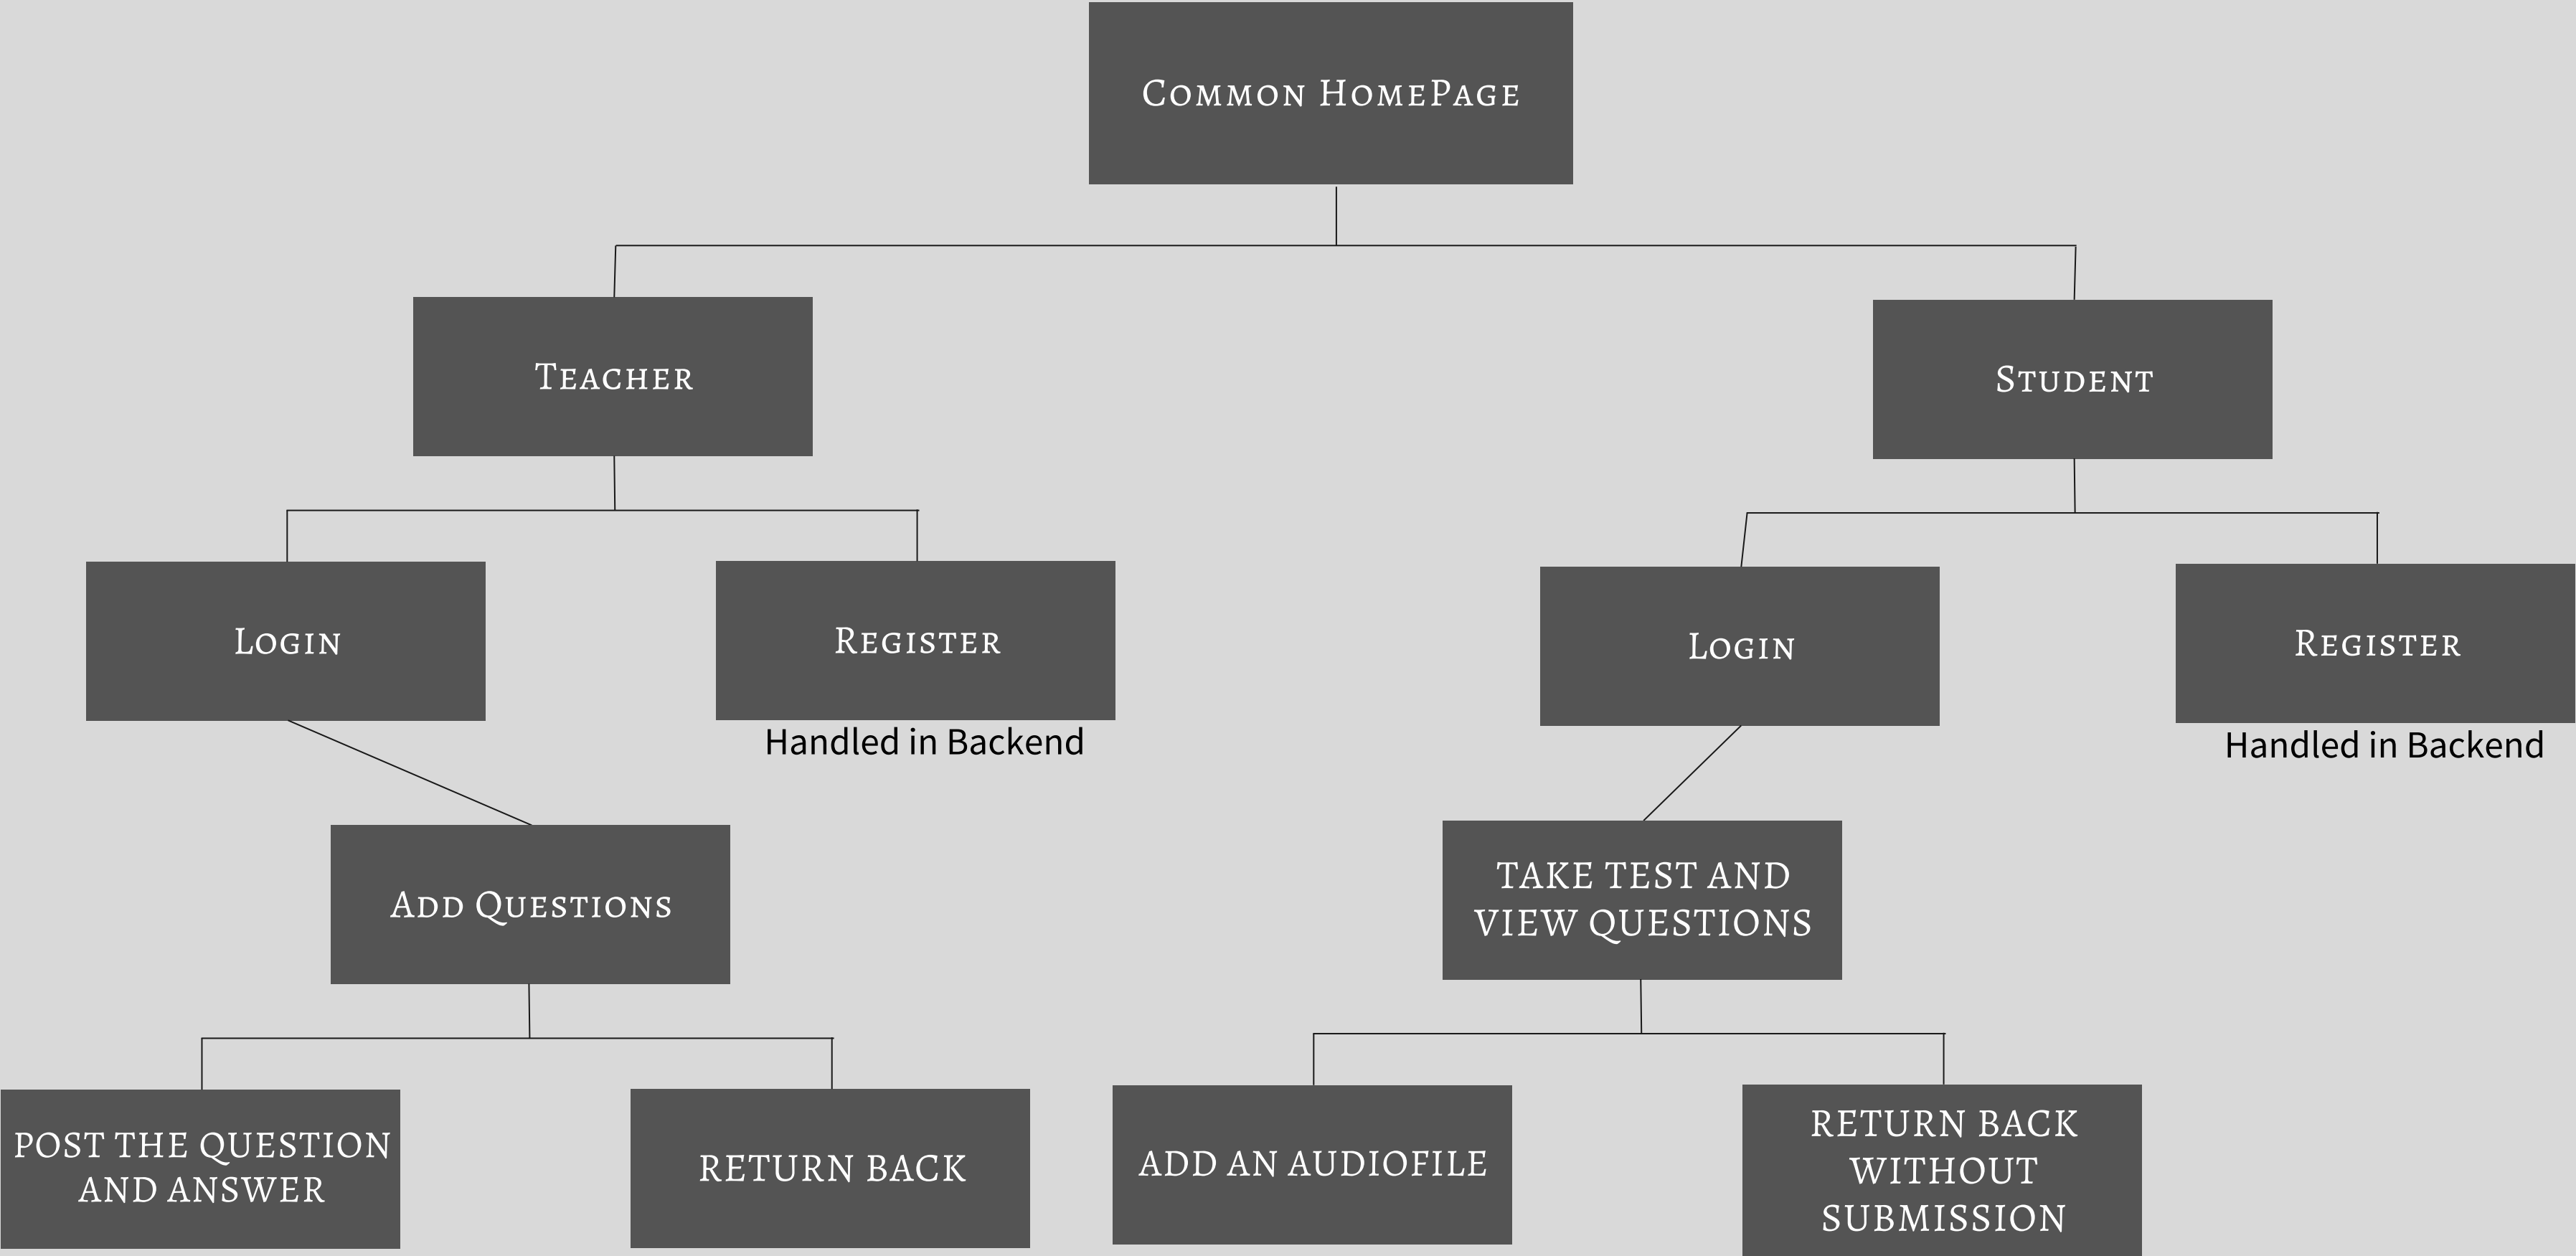 Common HomePage
Teacher
Student
Login
Register
Login
Register
Handled in Backend
Handled in Backend
Add Questions
TAKE TEST AND
VIEW QUESTIONS
POST THE QUESTION
AND ANSWER
RETURN BACK
ADD AN AUDIOFILE
RETURN BACK
WITHOUT
SUBMISSION